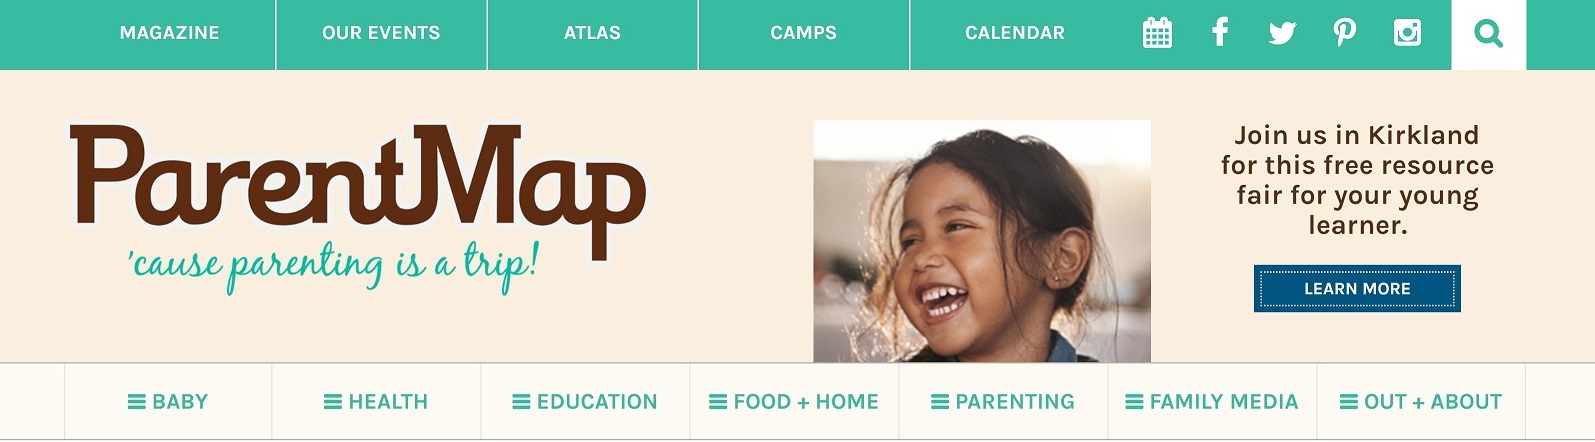 MAGAZINE OUR EVENTS ATLAS CAMPS CALENDAR
ParentMap
'cause parenting is a trip!
Join us in Kirkland
for this free resource
fair for your young
learner.
LEARN MORE
BABY HEALTH EDUCATION FOOD + HOME PARENTING FAMILY MEDIA OUT + ABOUT